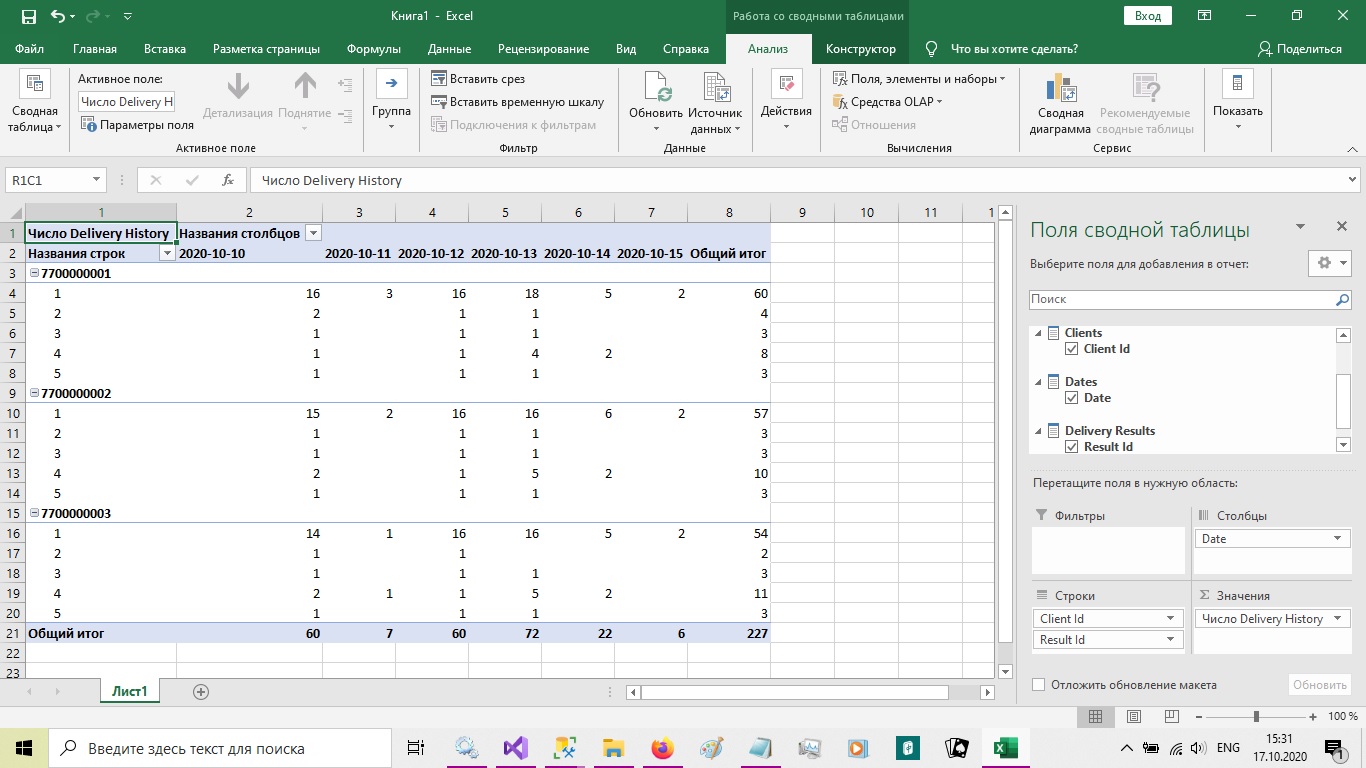 Книга1 - Excel
Работа со сводными таблицами
Вход
Файл Главная Вставка Разметка страницы Формулы Данные Рецензирование Вид Справка Анализ Конструктор Что вы хотите сделать? Поделиться
Сводная таблица
Активное поле:
Число Delivery H
Параметры поля
Детализация Поднятие
Активное поле
Группа
Вставить срез
Вставить временную шкалу
Подключения к фильтрам
Фильтр
Обновить Источник данных
Данные
Действия
Поля, элементы и наборы
Средства OLAP
Отношения
Вычисления
Сводная диаграмма Рекомендуемые сводные таблицы
Сервис
Показать
R1C1 fx Число Delivery History
1 2 3 4 5 6 7 8 9 10 11 1
1 Число Delivery History Названия столбцов
2 Названия строк 2020-10-10 2020-10-11 2020-10-12 2020-10-13 2020-10-14 2020-10-15 Общий итог
3 7700000001
4 1 16 3 16 18 5 2 60
5 2 2 1 1 4
6 3 1 1 1 3
7 4 1 1 4 2 8
8 5 1 1 1 3
9 7700000002
10 1 15 2 16 16 6 2 57
11 2 1 1 1 3
12 3 1 1 1 3
13 4 2 1 5 2 10
14 5 1 1 1 3
15 7700000003
16 1 14 1 16 16 5 2 54
17 2 1 1 2
18 3 1 1 1 3
19 4 2 1 1 5 2 11
20 5 1 1 1 3
21 Общий итог 60 7 60 72 22 6 227
22
23
Лист1
Поля сводной таблицы
Выберите поля для добавления в отчет:
Поиск
Clients
Client Id
Dates
Date
Delivery Results
Result Id
Перетащите поля в нужную область:
Фильтры
Столбцы
Date
Строки
Client Id
Result Id
Σ Значения
Число Delivery History
Отложить обновление макета Обновить
100 %
Введите здесь текст для поиска
ENG
15:31
17.10.2020
1